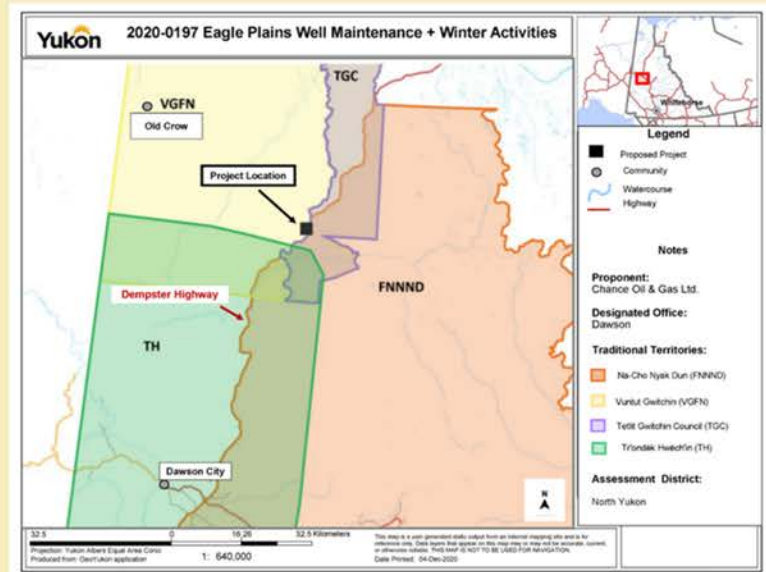 Yukon
2020-0197 Eagle Plains Well Maintenance + Winter Activities
TGC
VGFN
Old Crow
Project Location
Dempster Highway
FNNND
TH
Dawson City
N
Whitehorse
Legend
Proposed Project
Community
Watercourse
Highway
Notes
Proponent:
Chance Oil & Gas Ltd.
Designated Office:
Dawson
Traditional Territories:
Na-Cho Nyak Dun (FNNND)
Vuntut Gwitchin (VGFN)
Tetlit Gwitchin Council (TGC)
Tr'ondëk Hwëch'in (TH)
Assessment District:
North Yukon
32.5 0 16.26 32.5 Kilometers
Projection: Yukon Albers Equal Area Conic
Produced from: GeoYukon application
1: 640,000
This map is a user generated static output from an internet mapping site and is for
reference only. Data layers that appear on this map may or may not be accurate, current,
or otherwise reliable. THIS MAP IS NOT TO BE USED FOR NAVIGATION.
Date Printed: 04-Dec-2020